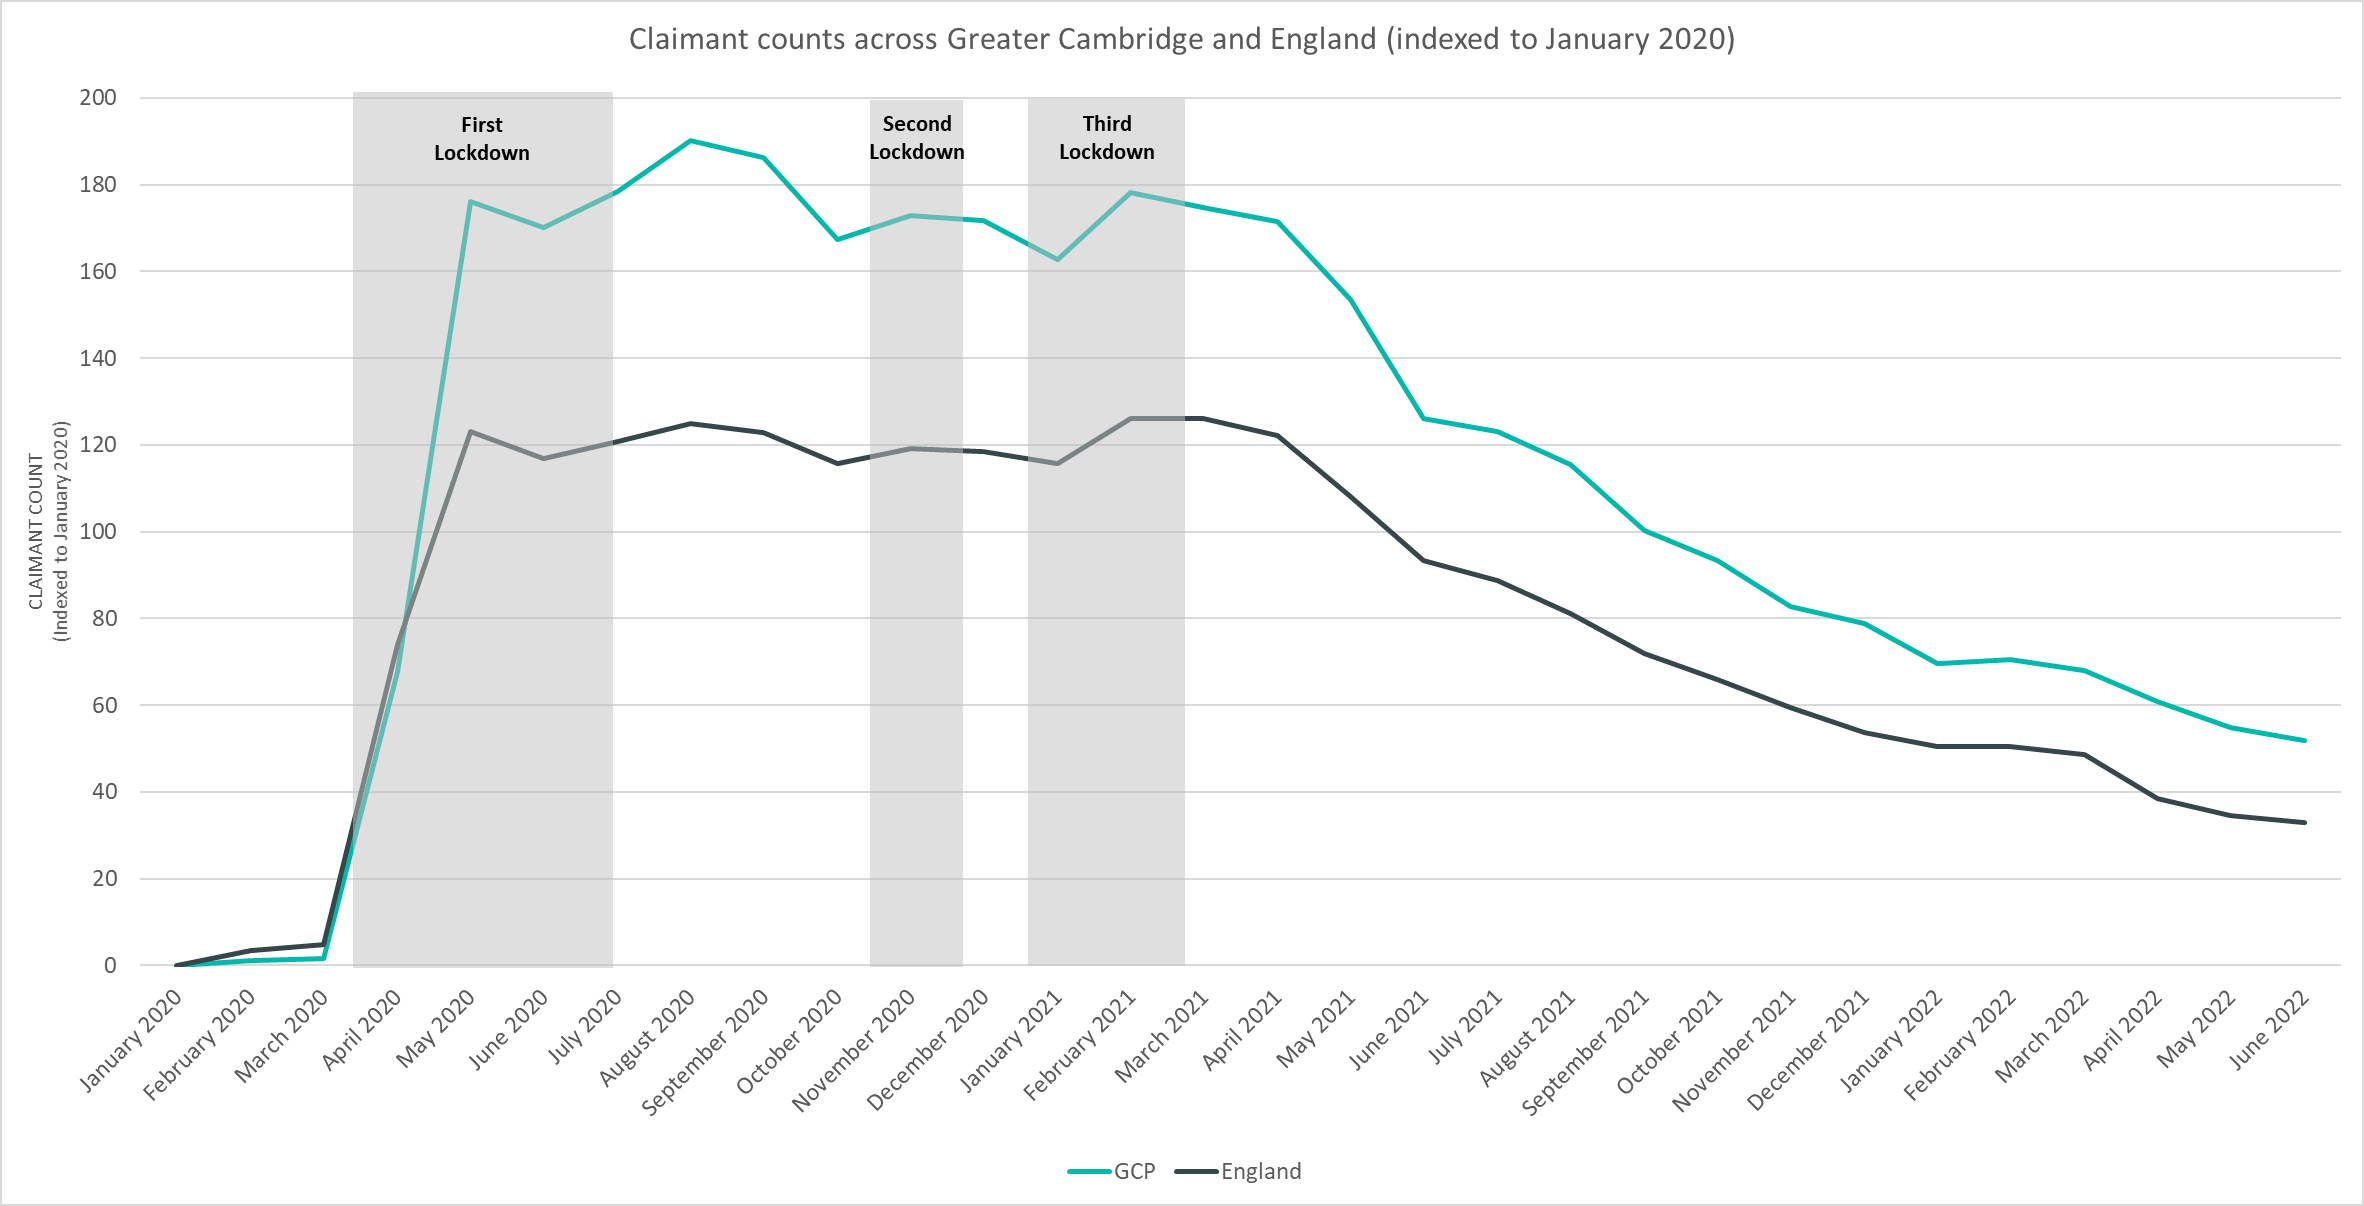 Claimant counts across Greater Cambridge and England (indexed to January 2020)
CLAIMANT COUNT
(Indexed to January 2020)
200
180
160
140
120
100
80
60
40
20
0
First
Lockdown
Second
Lockdown
Third
Lockdown
January 2020
February 2020
March 2020
April 2020
May 2020
June 2020
July 2020
August 2020
September 2020
October 2020
November 2020
December 2020
January 2021
February 2021
March 2021
April 2021
May 2021
June 2021
July 2021
August 2021
September 2021
October 2021
November 2021
December 2021
January 2022
February 2022
March 2022
April 2022
May 2022
June 2022
GCP
England